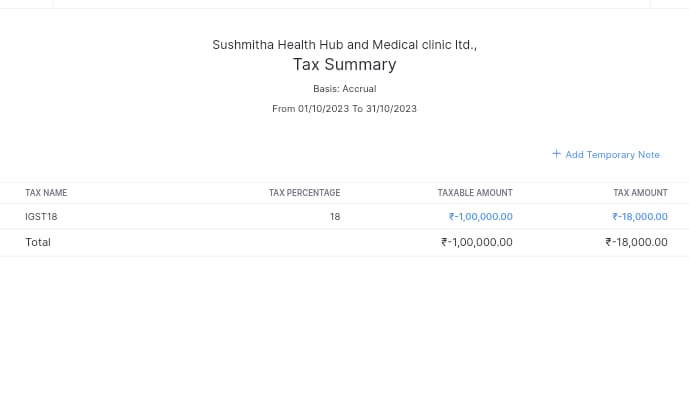 Sushmitha Health Hub and Medical clinic ltd.,
Tax Summary
Basis: Accrual
From 01/10/2023 To 31/10/2023
+ Add Temporary Note
TAX NAME TAX PERCENTAGE TAXABLE AMOUNT TAX AMOUNT
IGST18 18 ₹-1,00,000.00 ₹-18,000.00
Total ₹-1,00,000.00 ₹-18,000.00